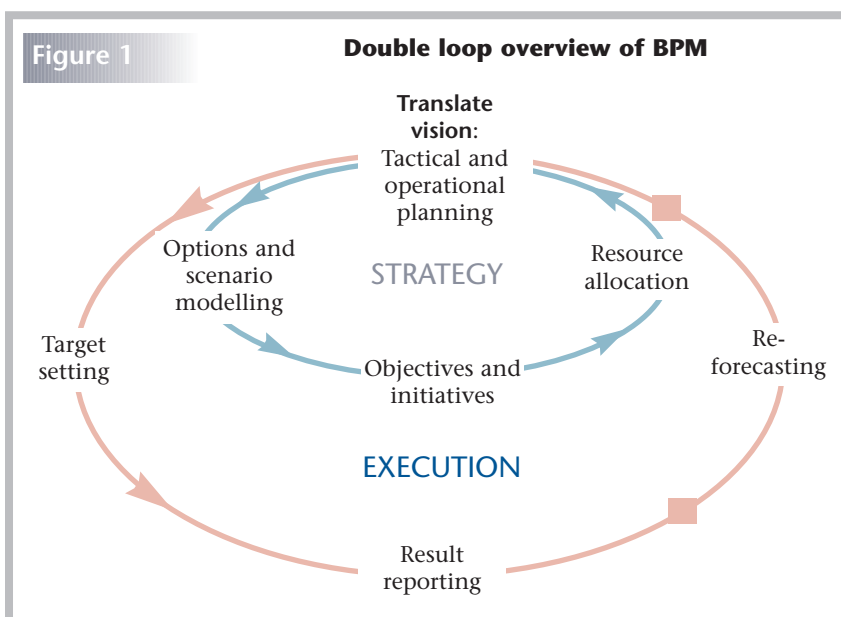 Figure 1
Double loop overview of BPM
Translate
vision:
Tactical and
operational
planning
Options and
scenario
modelling
STRATEGY
Resource
allocation
Target
setting
Objectives and
initiatives
Re-
forecasting
EXECUTION
Result
reporting